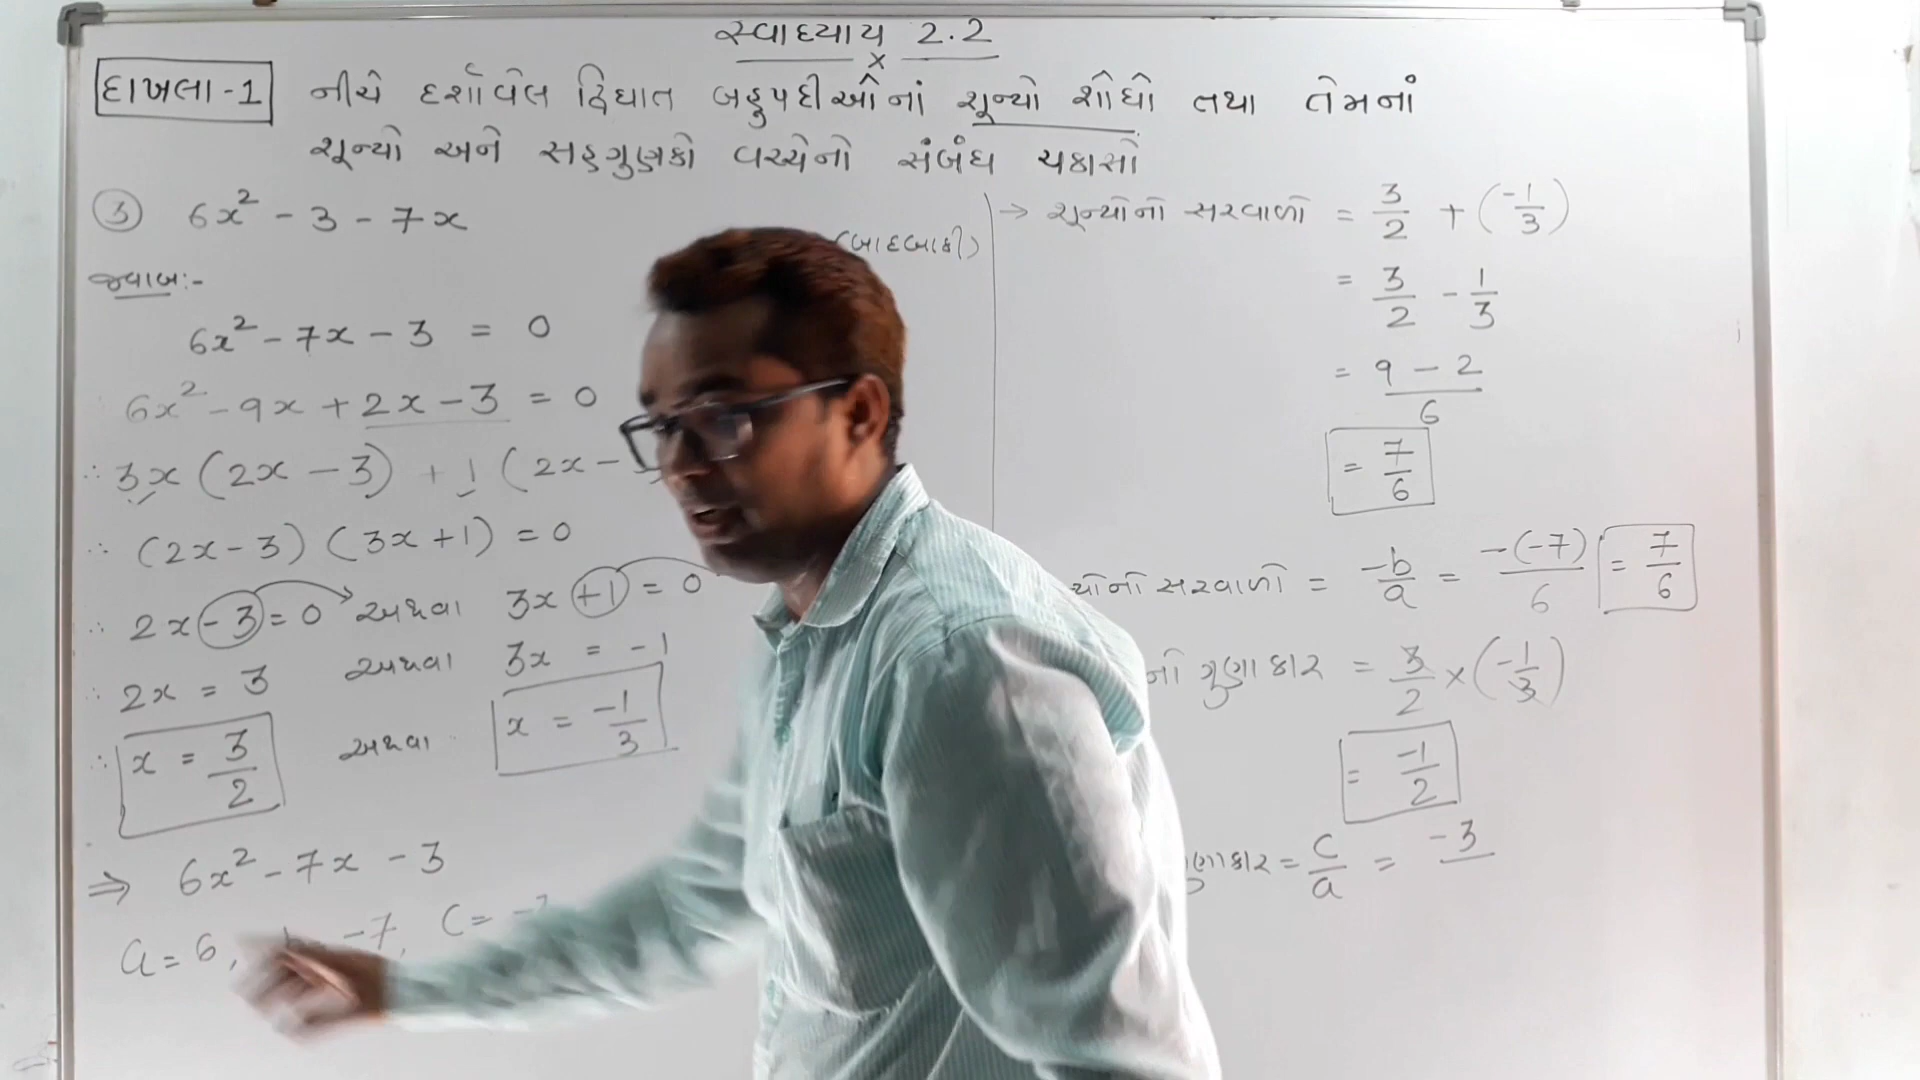 સ્વાધ્યાય 2.2
x
દાખલા-1 નીચે દર્શાવેલ દ્વિઘાત બહુપદીઓનાં શૂન્યો શોધો તથા તેમનાં
શૂન્યો અને સહગુણકો વચ્ચેનો સંબંધ ચકાસો
③ 6x² - 3 - 7x
જવાબ:-
(બાદબાકી)
6x² - 7x - 3 = 0
6x² - 9x + 2x - 3 = 0
∴ 3x (2x - 3) + 1 (2x -
∴ (2x - 3) (3x + 1) = 0
∴ 2x - 3 = 0 અથવા 3x + 1 = 0
∴ 2x = 3 અથવા 3x = -1
∴ x = 3/2 અથવા x = -1/3
⇒ 6x² - 7x - 3
a = 6, -7, c = -
→ શૂન્યોનો સરવાળો = 3/2 + (-1/3)
= 3/2 - 1/3
= 9 - 2 / 6
= 7/6
યોનો સરવાળો = -b/a = -(-7)/6 = 7/6
નો ગુણાકાર = 3/2 × (-1/3)
= -1/2
ણાકાર = c/a = -3